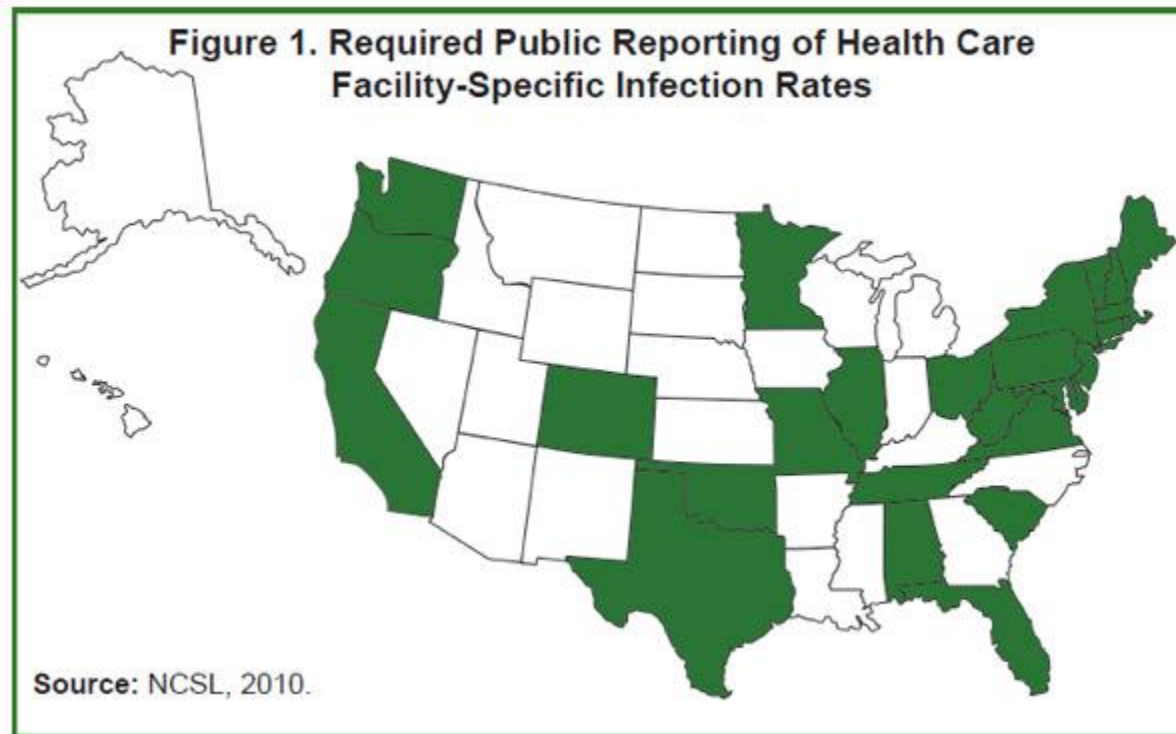 Figure 1. Required Public Reporting of Health Care
Facility-Specific Infection Rates
Source: NCSL, 2010.